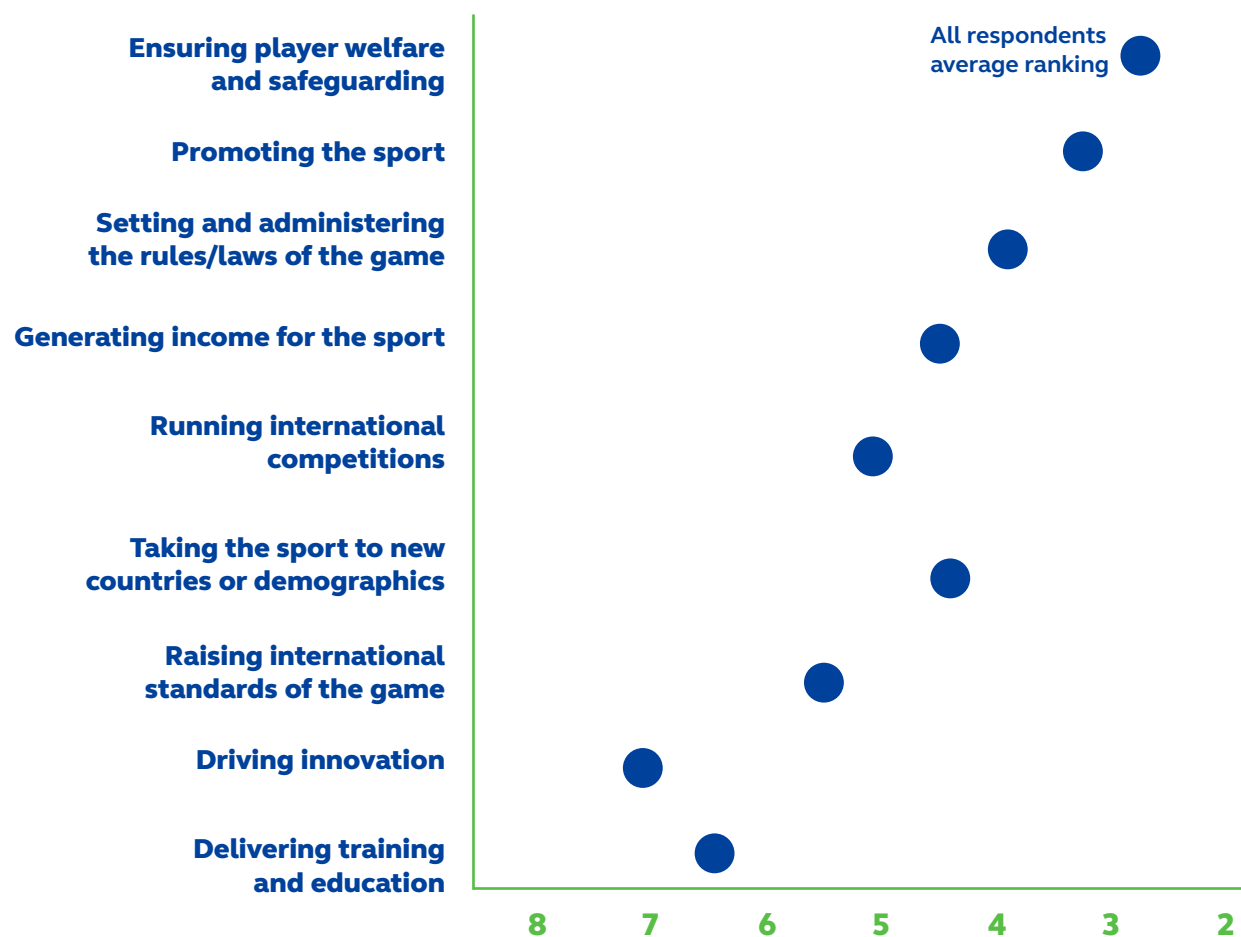 Ensuring player welfare
and safeguarding
All respondents
average ranking
Promoting the sport
Setting and administering
the rules/laws of the game
Generating income for the sport
Running international
competitions
Taking the sport to new
countries or demographics
Raising international
standards of the game
Driving innovation
Delivering training
and education
8 7 6 5 4 3 2